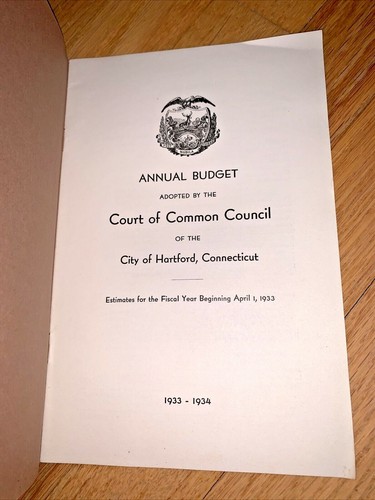 ANNUAL BUDGET
ADOPTED BY THE
Court of Common Council
OF THE
City of Hartford, Connecticut
Estimates for the Fiscal Year Beginning April 1, 1933
1933 - 1934